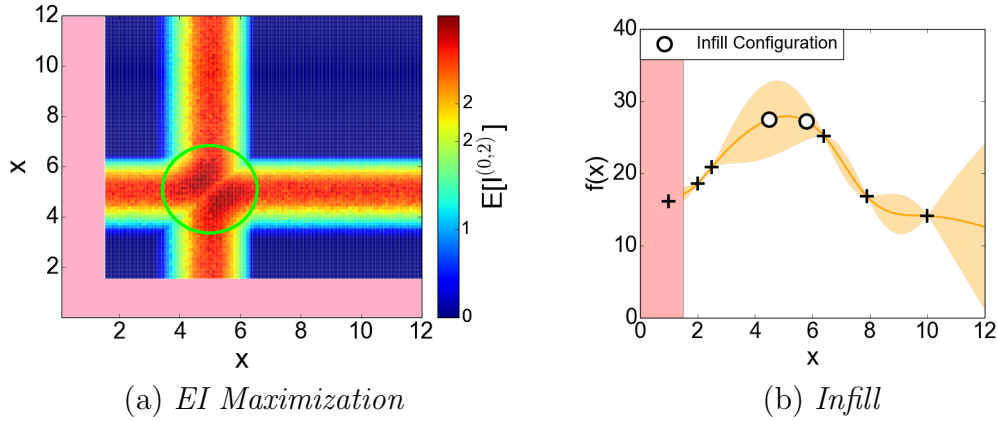 12
10
8
6
4
2
x
2 4 6 8 10 12
x
2
2
1
0
E[I^(0,2)]
(a) EI Maximization
40
30
20
10
0
f(x)
Infill Configuration
0 2 4 6 8 10 12
x
(b) Infill